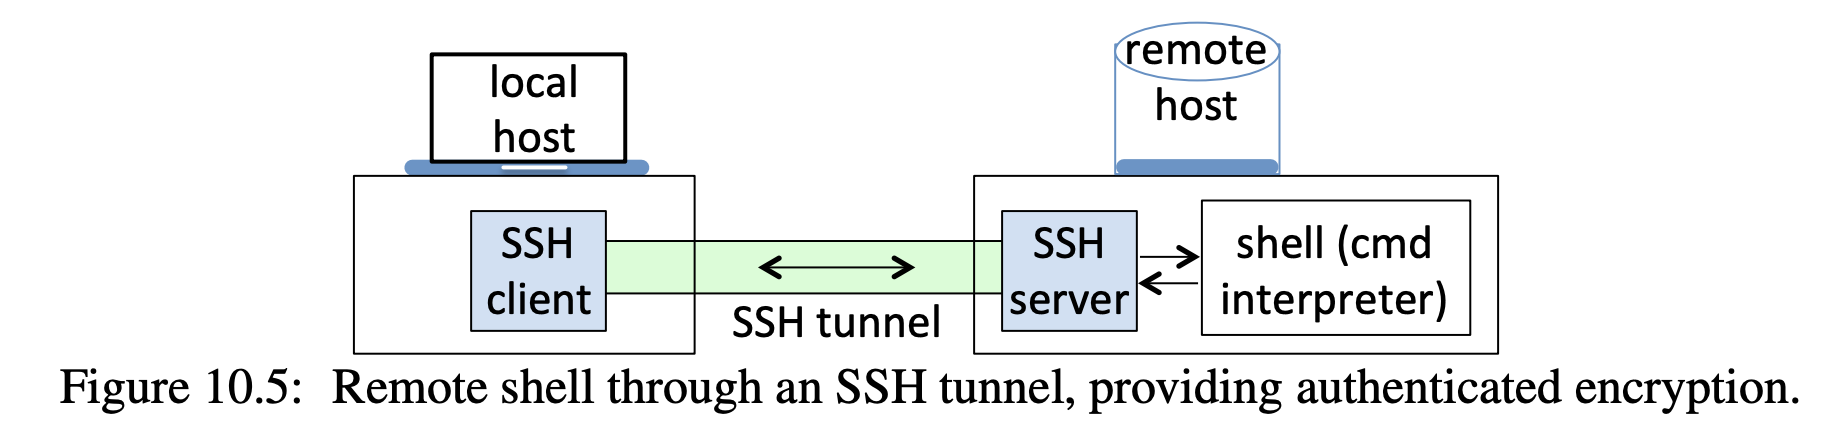 local
host
remote
host
SSH
client
SSH tunnel
SSH
server
shell (cmd
interpreter)
Figure 10.5: Remote shell through an SSH tunnel, providing authenticated encryption.